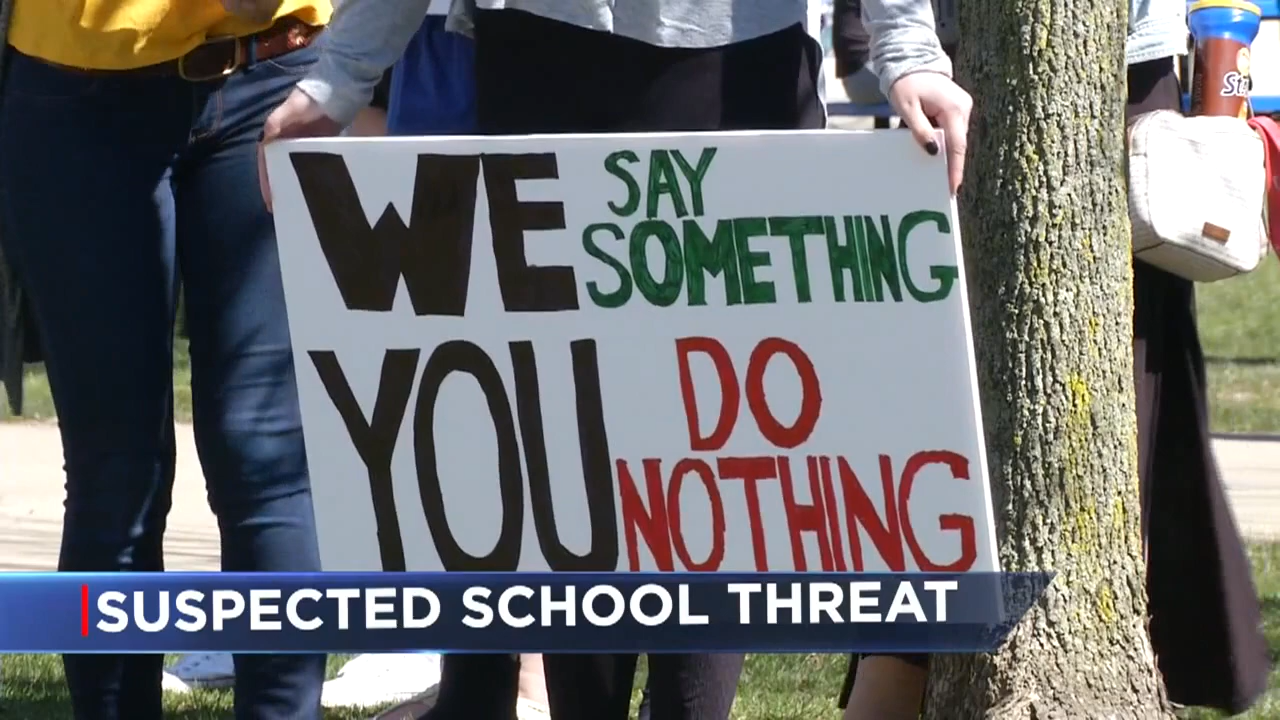 WE SAY
SOMETHING
YOU DO
NOTHING
SUSPECTED SCHOOL THREAT